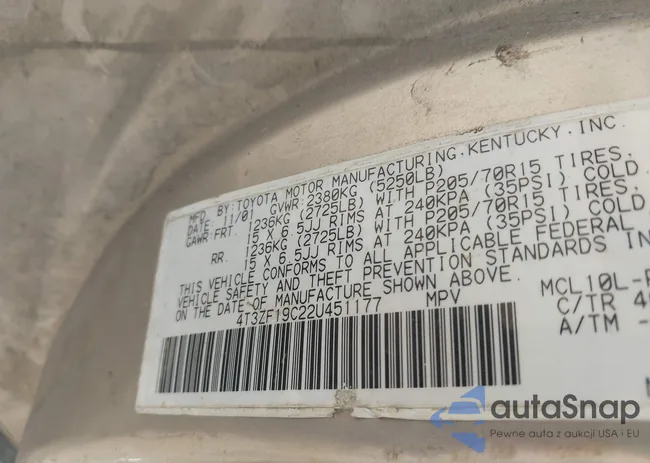 MFD. BY:TOYOTA MOTOR MANUFACTURING.KENTUCKY.INC.
DATE: 11/01 GVWR:2380KG (5250LB)
GAWR:FRT. 1236KG (2725LB) WITH P205/70R15 TIRES,
15 X 6.5JJ RIMS AT 240KPA (35PSI) COLD
RR. 1236KG (2725LB) WITH P205/70R15 TIRES,
15 X 6.5JJ RIMS AT 240KPA (35PSI) COLD
THIS VEHICLE CONFORMS TO ALL APPLICABLE FEDERAL
VEHICLE SAFETY AND THEFT PREVENTION STANDARDS IN
ON THE DATE OF MANUFACTURE SHOWN ABOVE.
4T3ZF19C22U451177 MPV
MCL10L-
C/TR
A/TM -
autaSnap
Pewne auta z aukcji USA i EU